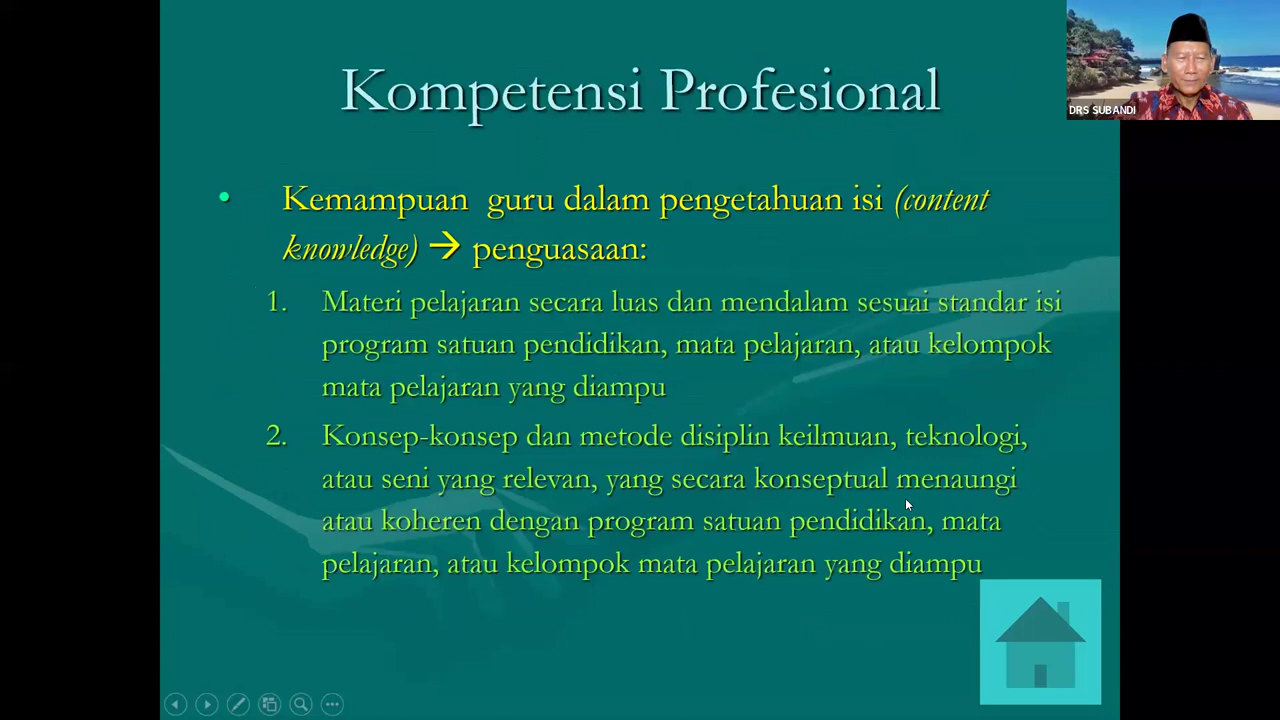 Kompetensi Profesional
DRS SUBANDI
• Kemampuan guru dalam pengetahuan isi (content
knowledge) → penguasaan:
1. Materi pelajaran secara luas dan mendalam sesuai standar isi
program satuan pendidikan, mata pelajaran, atau kelompok
mata pelajaran yang diampu
2. Konsep-konsep dan metode disiplin keilmuan, teknologi,
atau seni yang relevan, yang secara konseptual menaungi
atau koheren dengan program satuan pendidikan, mata
pelajaran, atau kelompok mata pelajaran yang diampu